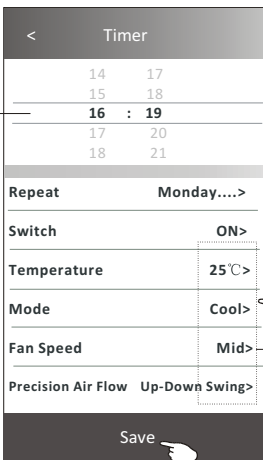 < Timer
14 17
15 18
16 : 19
17 20
18 21
Repeat Monday....>
Switch ON>
Temperature 25℃>
Mode Cool>
Fan Speed Mid>
Precision Air Flow Up-Down Swing>
Save